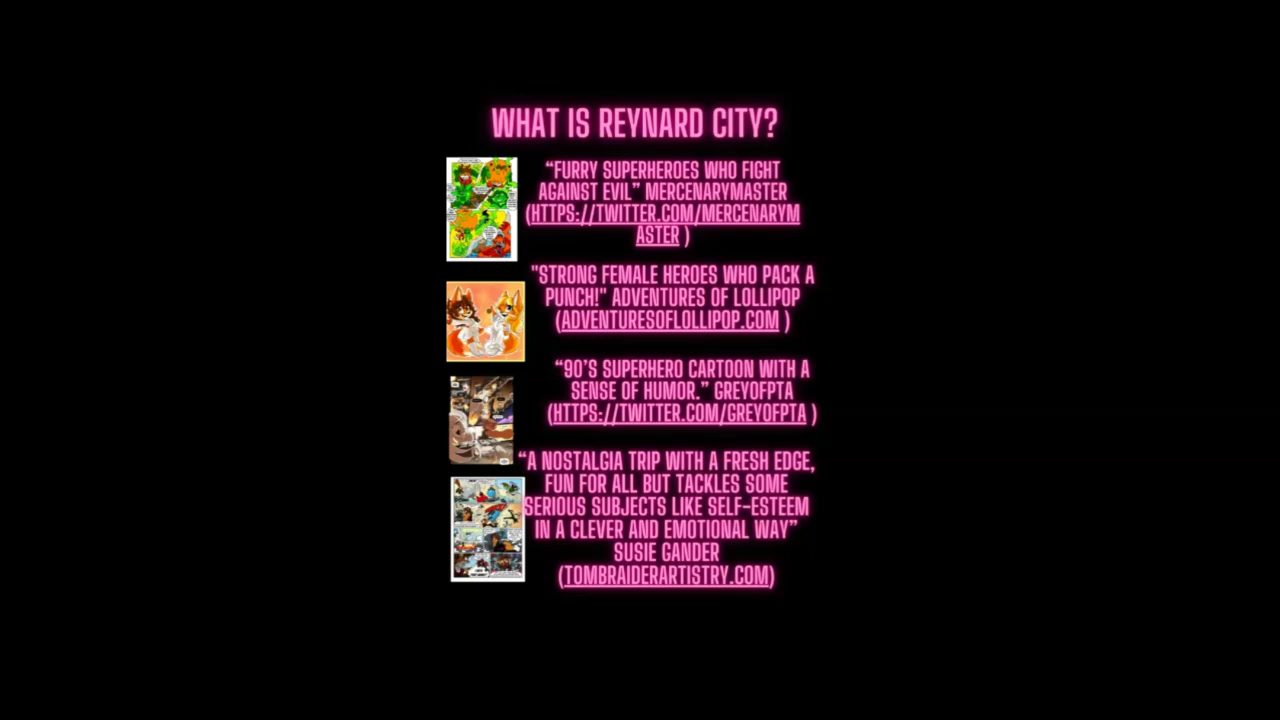 WHAT IS REYNARD CITY?
“FURRY SUPERHEROES WHO FIGHT
AGAINST EVIL” MERCENARYMASTER
(HTTPS://TWITTER.COM/MERCENARYM
ASTER )
"STRONG FEMALE HEROES WHO PACK A
PUNCH!" ADVENTURES OF LOLLIPOP
(ADVENTURESOFLOLLIPOP.COM )
“90’S SUPERHERO CARTOON WITH A
SENSE OF HUMOR.” GREYOFPTA
(HTTPS://TWITTER.COM/GREYOFPTA )
“A NOSTALGIA TRIP WITH A FRESH EDGE,
FUN FOR ALL BUT TACKLES SOME
SERIOUS SUBJECTS LIKE SELF-ESTEEM
IN A CLEVER AND EMOTIONAL WAY”
SUSIE GANDER
(TOMBRAIDERARTISTRY.COM)